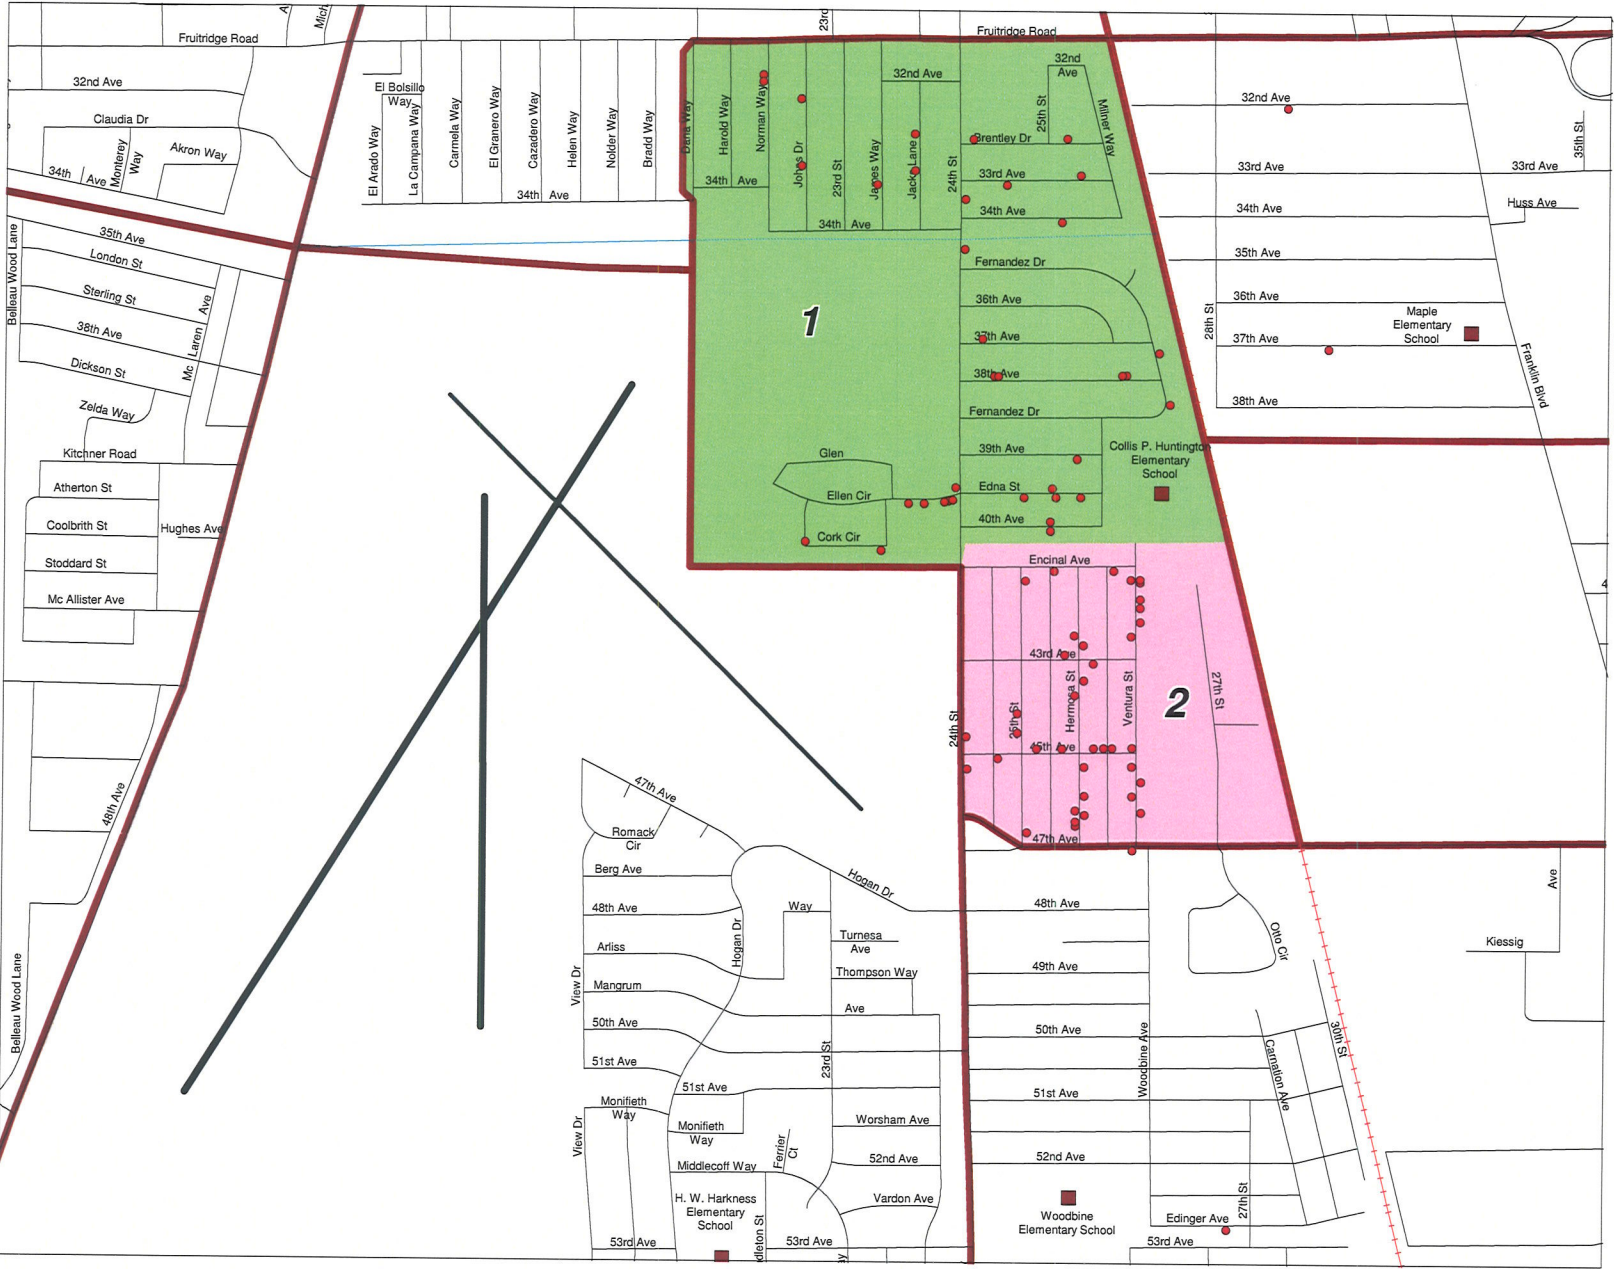 23rd
Fruitridge Road
Fruitridge Road
32nd Ave
Claudia Dr
Monterey
Way
Akron Way
34th
Ave
El Bolsillo
Way
El Arado Way
La Campana Way
Carmela Way
El Granero Way
Cazadero Way
Helen Way
Nolder Way
Bradd Way
Dana Way
Harold Way
Norman Way
Johns Dr
23rd St
James Way
Jacks Lane
24th St
32nd Ave
34th Ave
34th Ave
34th Ave
32nd
Ave
25th St
Milner Way
Brentley Dr
33rd Ave
34th Ave
32nd Ave
33rd Ave
33rd Ave
35th St
34th Ave
Huss Ave
35th Ave
36th Ave
28th St
37th Ave
38th Ave
Maple
Elementary
School
Franklin Blvd
Belleau Wood Lane
35th Ave
London St
Sterling St
38th Ave
Dickson St
Mc Laren Ave
Zelda Way
Kitchner Road
Atherton St
Coolbrith St
Hughes Ave
Stoddard St
Mc Allister Ave
48th Ave
Belleau Wood Lane
1
Fernandez Dr
36th Ave
37th Ave
38th Ave
Fernandez Dr
39th Ave
Collis P. Huntington
Elementary
School
Edna St
40th Ave
Glen
Ellen Cir
Cork Cir
Encinal Ave
43rd Ave
24th St
25th St
Hermosa St
Ventura St
2
27th St
45th Ave
47th Ave
47th Ave
Romack
Cir
Berg Ave
48th Ave
Arliss
Mangrum
50th Ave
51st Ave
View Dr
Hogan Dr
Hogan Dr
Way
Turnesa
Ave
Thompson Way
Ave
23rd St
51st Ave
Monifieth
Way
Monifieth
Way
Worsham Ave
View Dr
Middlecoff Way
Ferrier
Ct
52nd Ave
Vardon Ave
H. W. Harkness
Elementary
School
53rd Ave
53rd Ave
48th Ave
49th Ave
50th Ave
51st Ave
52nd Ave
Woodbine Ave
Otto Cir
Carnation Ave
30th St
Woodbine
Elementary School
27th St
Edinger Ave
53rd Ave
Ave
Kiessig
4